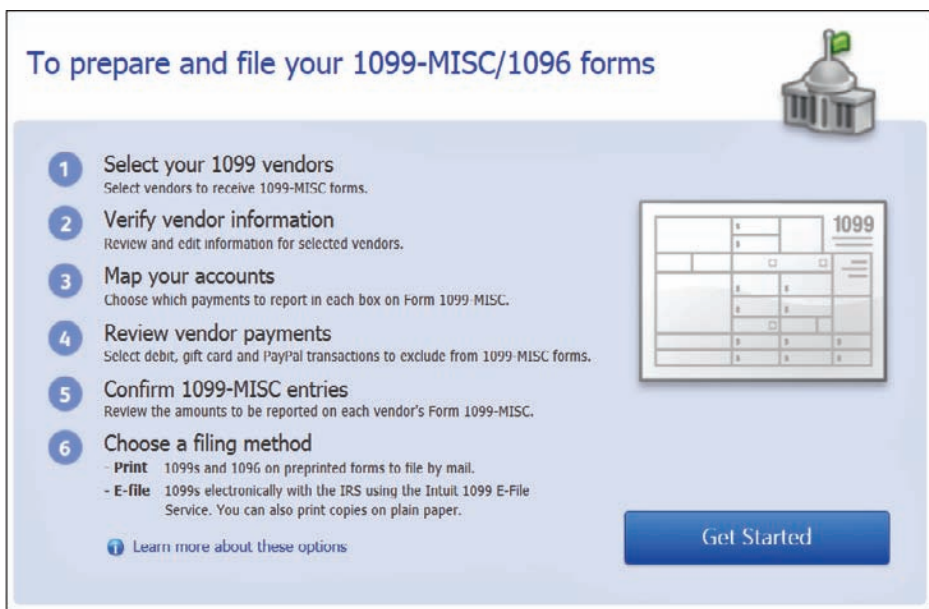 To prepare and file your 1099-MISC/1096 forms
1
Select your 1099 vendors
Select vendors to receive 1099-MISC forms.
2
Verify vendor information
Review and edit information for selected vendors.
3
Map your accounts
Choose which payments to report in each box on Form 1099-MISC.
4
Review vendor payments
Select debit, gift card and PayPal transactions to exclude from 1099-MISC forms.
5
Confirm 1099-MISC entries
Review the amounts to be reported on each vendor's Form 1099-MISC.
6
Choose a filing method
- Print 1099s and 1096 on preprinted forms to file by mail.
- E-file 1099s electronically with the IRS using the Intuit 1099 E-File
Service. You can also print copies on plain paper.
Learn more about these options
1099
Get Started